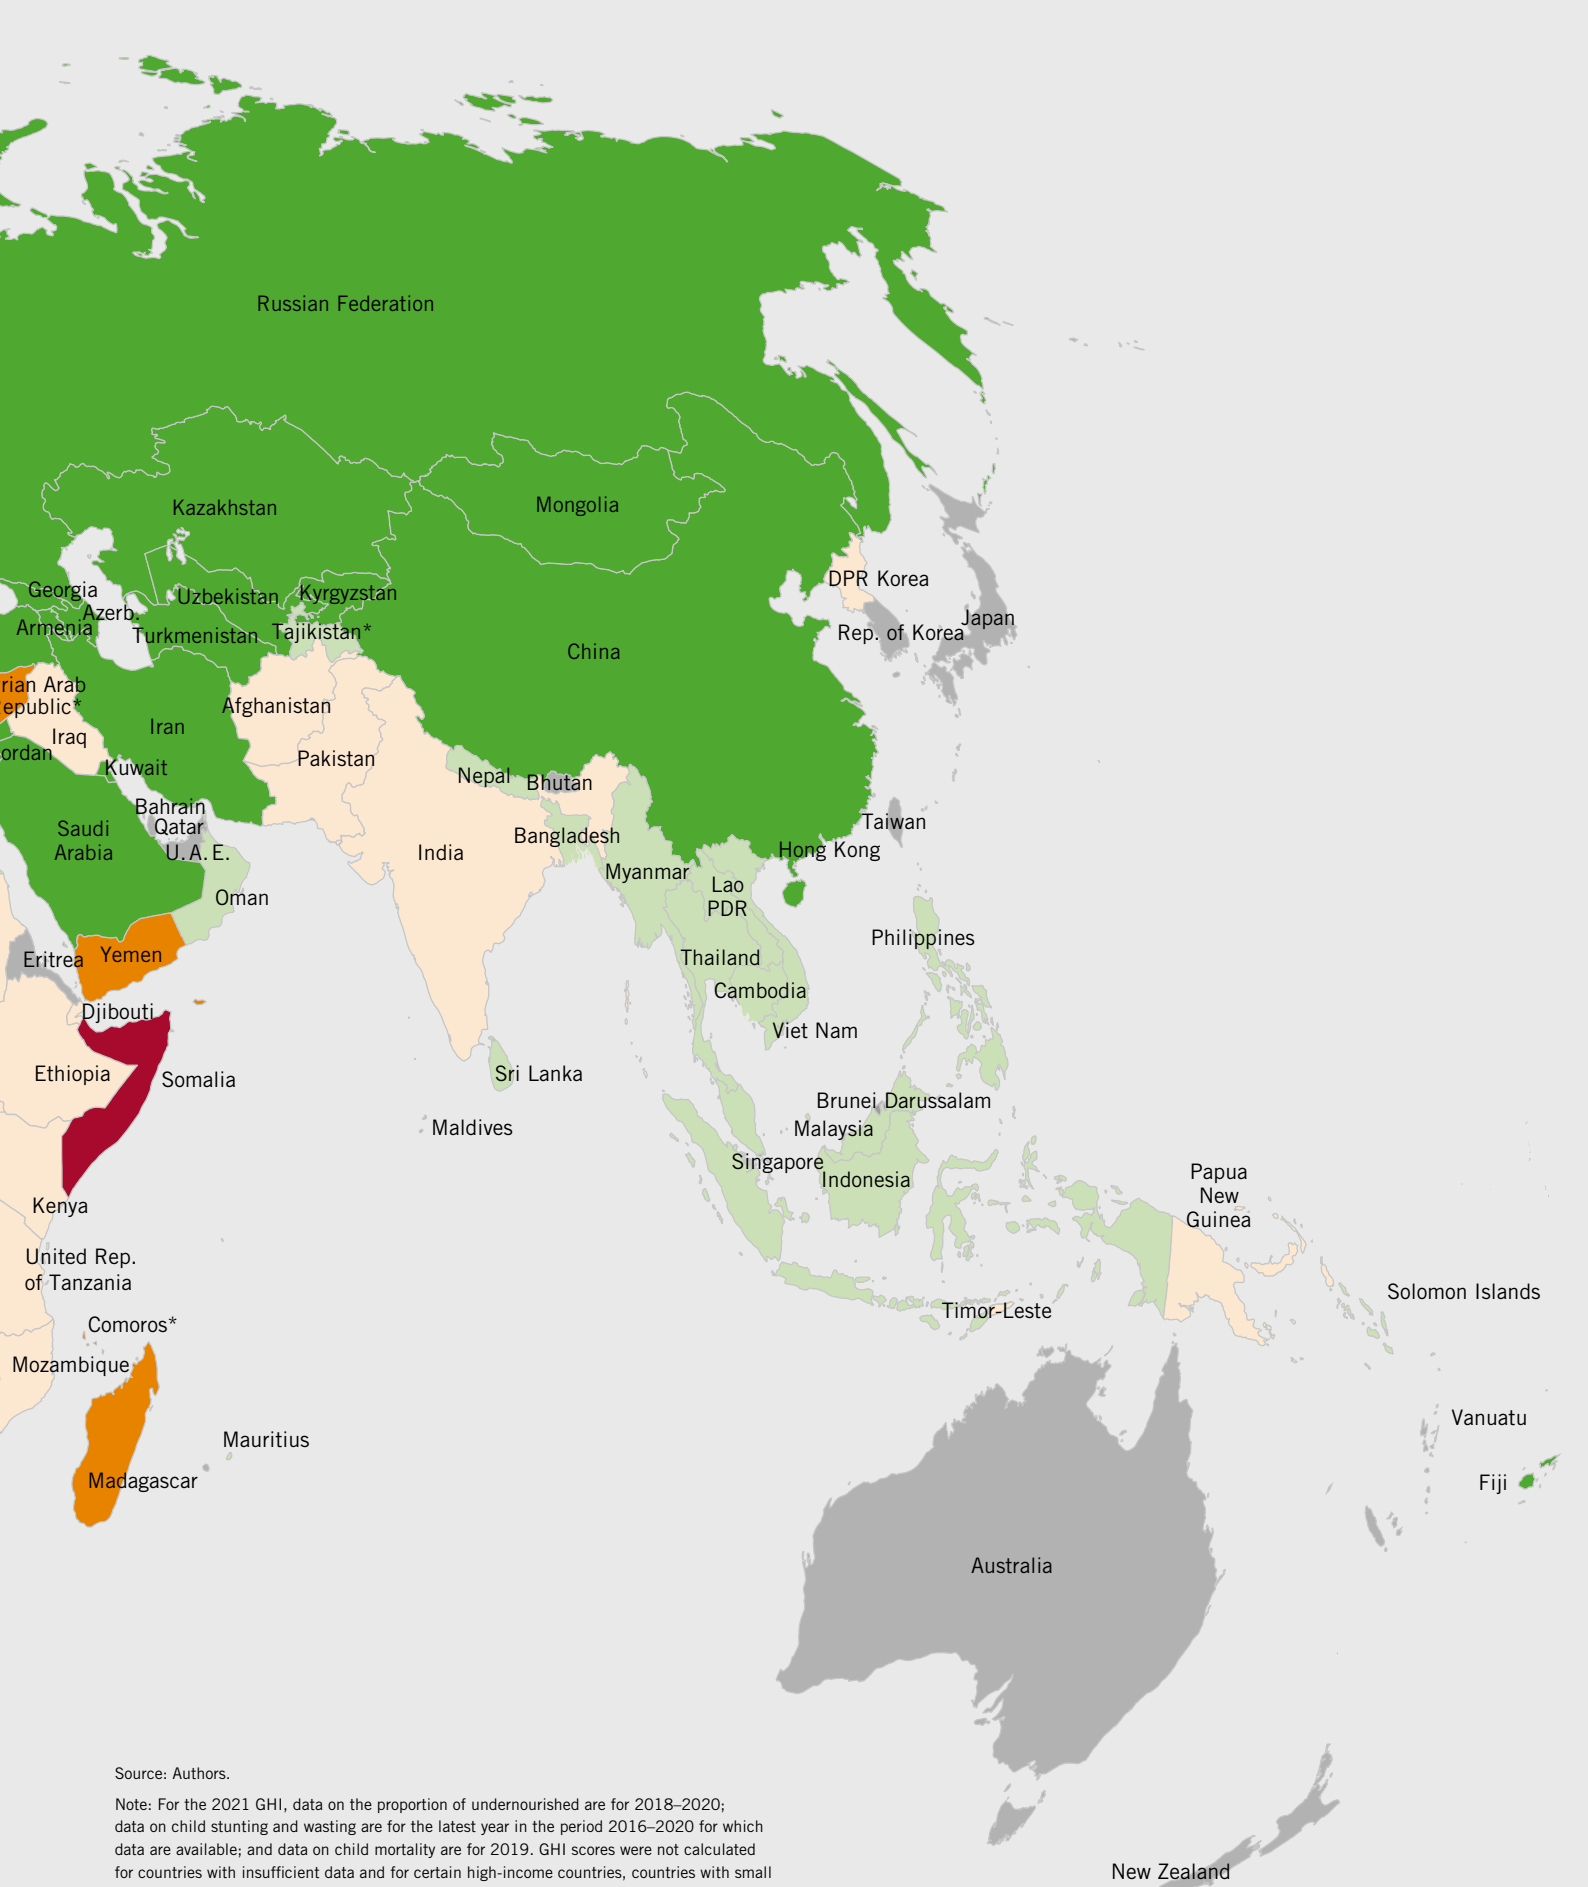 Russian Federation
Kazakhstan
Mongolia
Georgia
Uzbekistan
Kyrgyzstan
DPR Korea
Azerb.
Armenia
Turkmenistan
Tajikistan*
Japan
Rep. of Korea
China
rian Arab
epublic*
Afghanistan
Iran
Iraq
ordan
Pakistan
Kuwait
Nepal
Bhutan
Bahrain
Qatar
Saudi
Arabia
U.A.E.
Bangladesh
India
Taiwan
Hong Kong
Myanmar
Lao
PDR
Oman
Philippines
Eritrea
Yemen
Thailand
Cambodia
Djibouti
Viet Nam
Ethiopia
Somalia
Sri Lanka
Brunei Darussalam
Maldives
Malaysia
Singapore
Indonesia
Papua
New
Guinea
Kenya
United Rep.
of Tanzania
Solomon Islands
Timor-Leste
Comoros*
Mozambique
Vanuatu
Mauritius
Madagascar
Fiji
Australia
Source: Authors.
Note: For the 2021 GHI, data on the proportion of undernourished are for 2018–2020;
data on child stunting and wasting are for the latest year in the period 2016–2020 for which
data are available; and data on child mortality are for 2019. GHI scores were not calculated
for countries with insufficient data and for certain high-income countries, countries with small
New Zealand